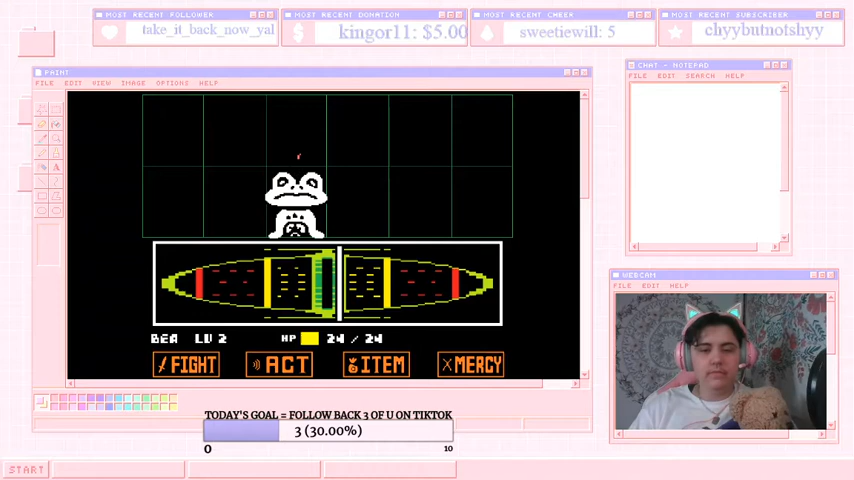 MOST RECENT FOLLOWER
take_it_back_now_yal
MOST RECENT DONATION
kingor11: $5.00
MOST RECENT CHEER
sweetiewill: 5
MOST RECENT SUBSCRIBER
chyybutnotshyy
PAINT
FILE EDIT VIEW IMAGE OPTIONS HELP
CHAT - NOTEPAD
FILE EDIT SEARCH HELP
BEA LV 2 HP 24 / 24
FIGHT ACT ITEM MERCY
WEBCAM
FILE EDIT HELP
TODAY'S GOAL = FOLLOW BACK 3 OF U ON TIKTOK
3 (30.00%)
0 10
START